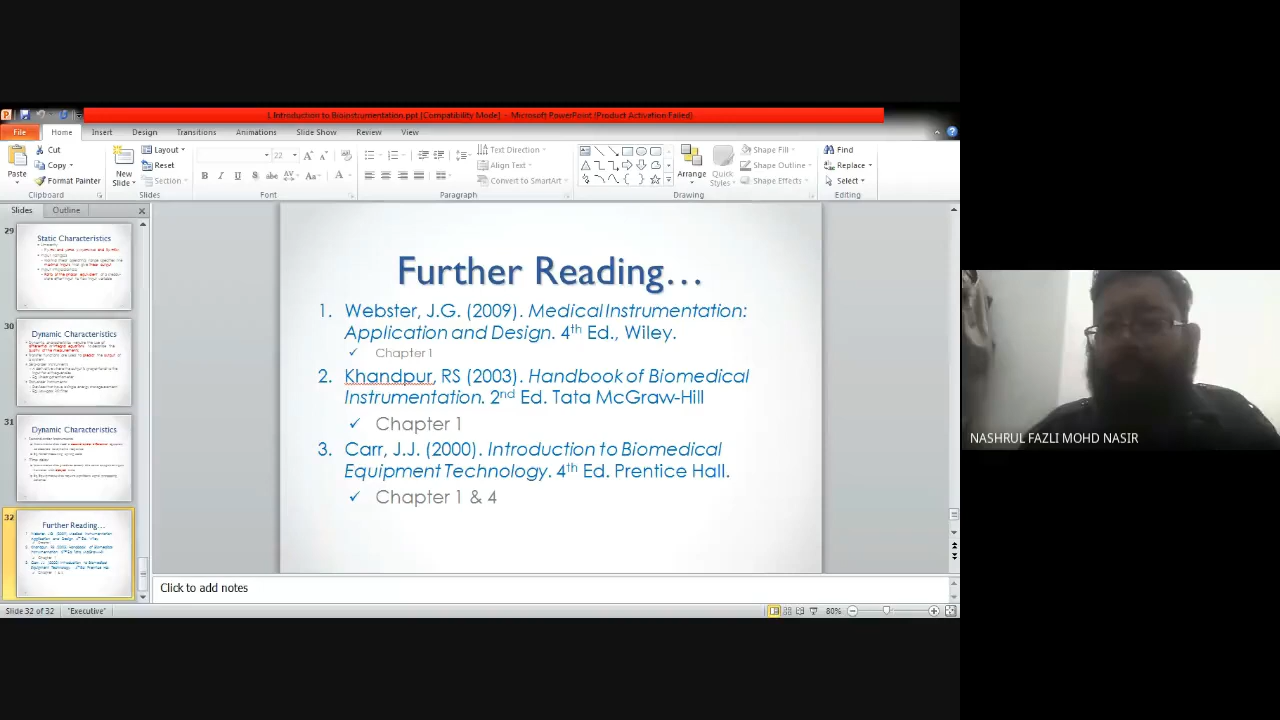 1.Introduction to Bioinstrumentation.ppt [Compatibility Mode] - Microsoft PowerPoint (Product Activation Failed)
File Home Insert Design Transitions Animations Slide Show Review View
Paste
Cut
Copy
Format Painter
Clipboard
New Slide
Layout
Reset
Section
Slides
22
Font
Paragraph
Text Direction
Align Text
Convert to SmartArt
Arrange
Quick Styles
Shape Fill
Shape Outline
Shape Effects
Drawing
Find
Replace
Select
Editing
Slides Outline
29
Static Characteristics
30
Dynamic Characteristics
31
Dynamic Characteristics
32
Further Reading...
Further Reading...
1. Webster, J.G. (2009). Medical Instrumentation:
Application and Design. 4th Ed., Wiley.
✓ Chapter 1
2. Khanapur, RS (2003). Handbook of Biomedical
Instrumentation. 2nd Ed. Tata McGraw-Hill
✓ Chapter 1
3. Carr, J.J. (2000). Introduction to Biomedical
Equipment Technology. 4th Ed. Prentice Hall.
✓ Chapter 1 & 4
Click to add notes
Slide 32 of 32 "Executive" 80%
NASHRUL FAZLI MOHD NASIR